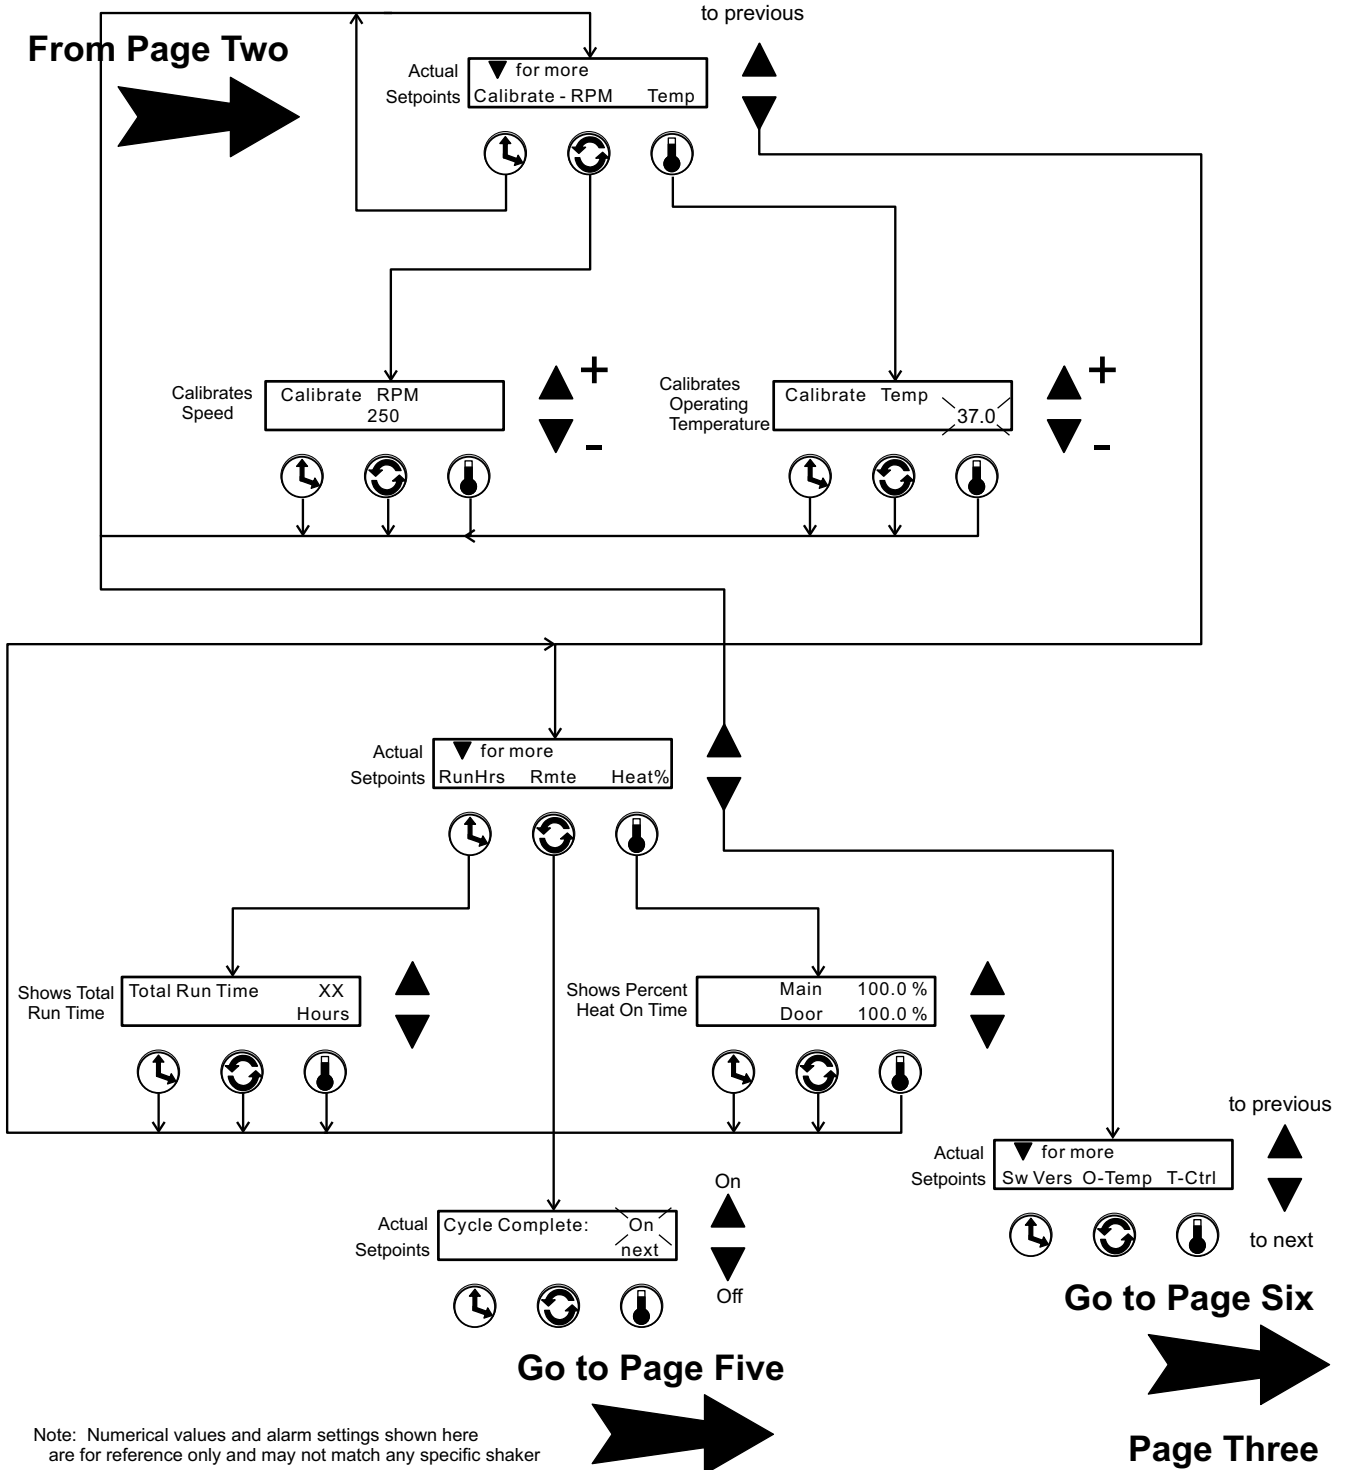 to previous
From Page Two
Actual
Setpoints
▼ for more
Calibrate - RPM Temp
Calibrates
Speed
Calibrate RPM
250
+
-
Calibrates
Operating
Temperature
Calibrate Temp
37.0
+
-
Actual
Setpoints
▼ for more
RunHrs Rmte Heat%
Shows Total
Run Time
Total Run Time XX
Hours
Shows Percent
Heat On Time
Main 100.0 %
Door 100.0 %
to previous
Actual
Setpoints
▼ for more
Sw Vers O-Temp T-Ctrl
to next
Go to Page Six
On
Actual
Setpoints
Cycle Complete: On
next
Off
Go to Page Five
Note: Numerical values and alarm settings shown here
are for reference only and may not match any specific shaker
Page Three